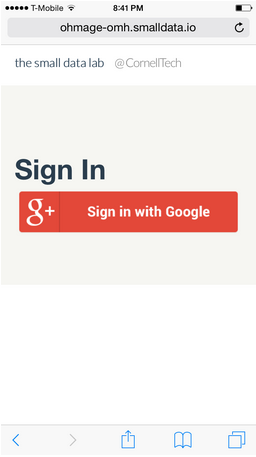 T-Mobile 8:41 PM
ohmage-omh.smalldata.io
the small data lab @CornellTech
Sign In
g+ Sign in with Google